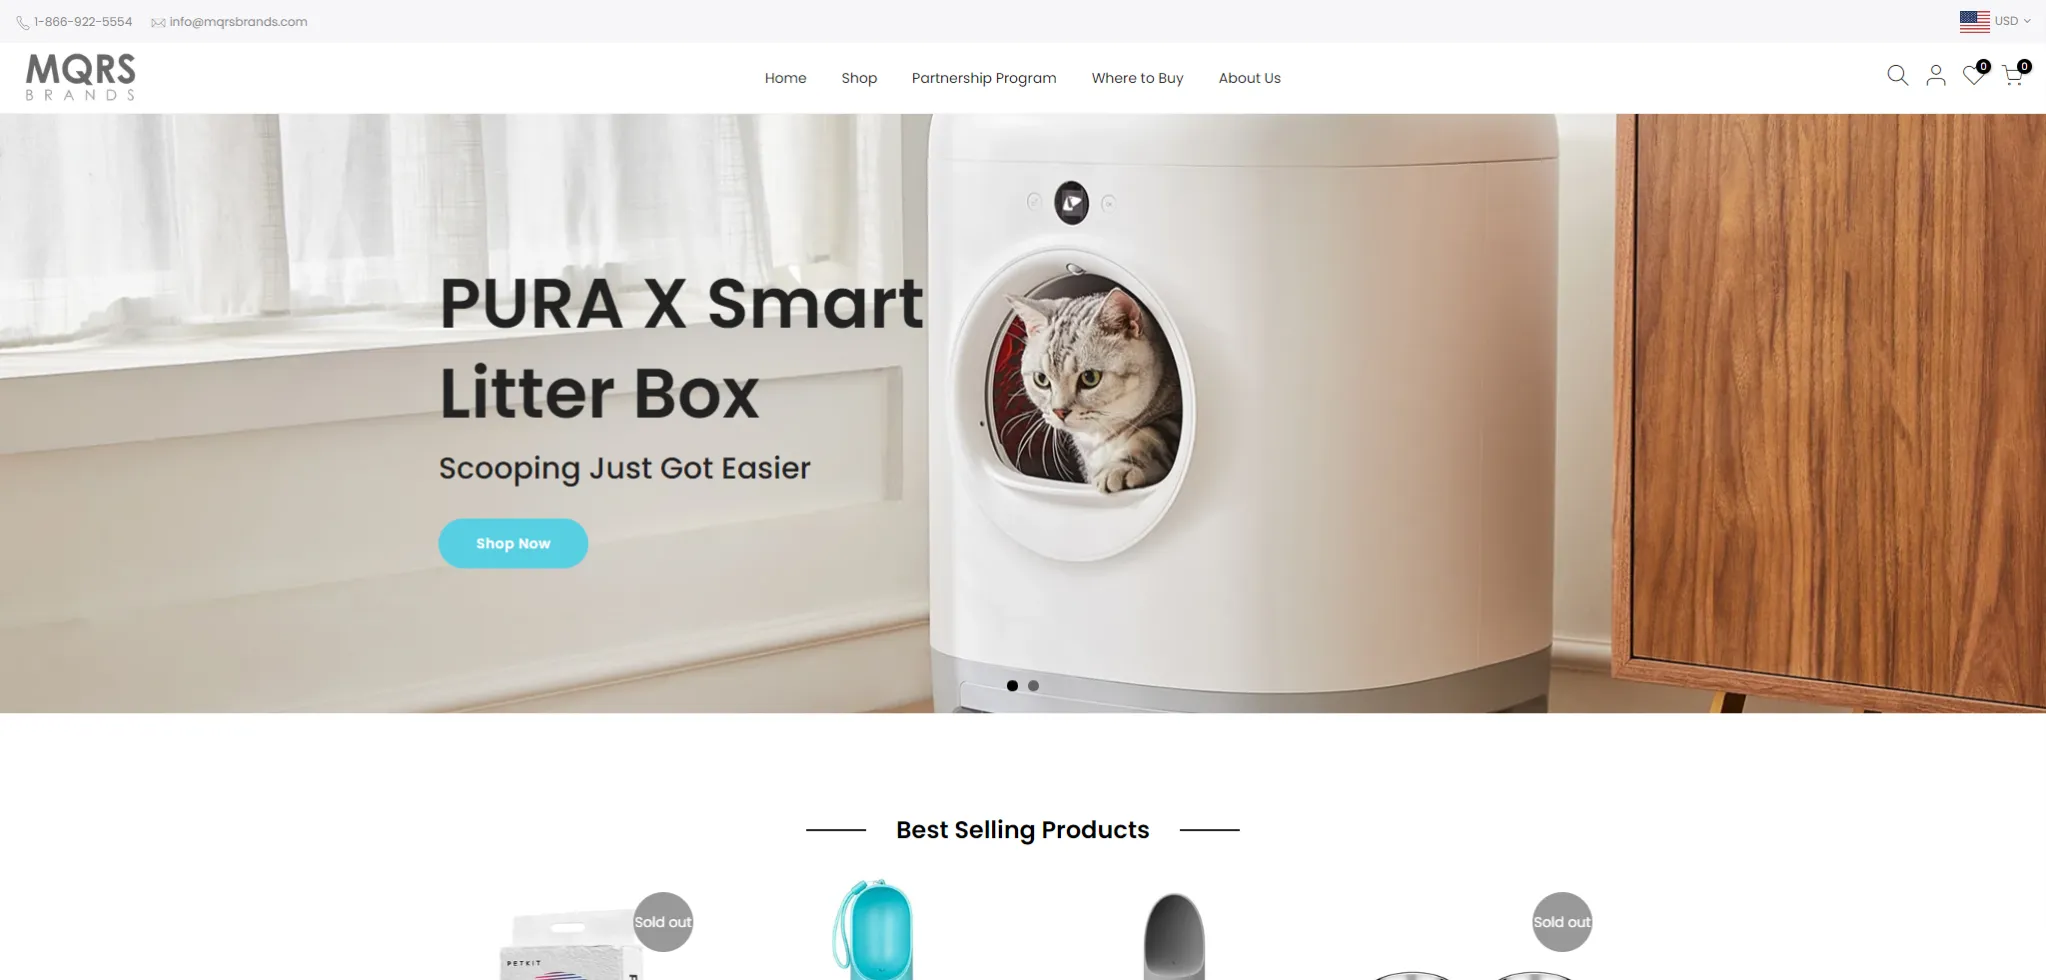 1-866-922-5554 info@mqrsbrands.com USD
MQRS
BRANDS
Home Shop Partnership Program Where to Buy About Us
0 0
PURA X Smart
Litter Box
Scooping Just Got Easier
Shop Now
Best Selling Products
Sold out Sold out
PETKIT